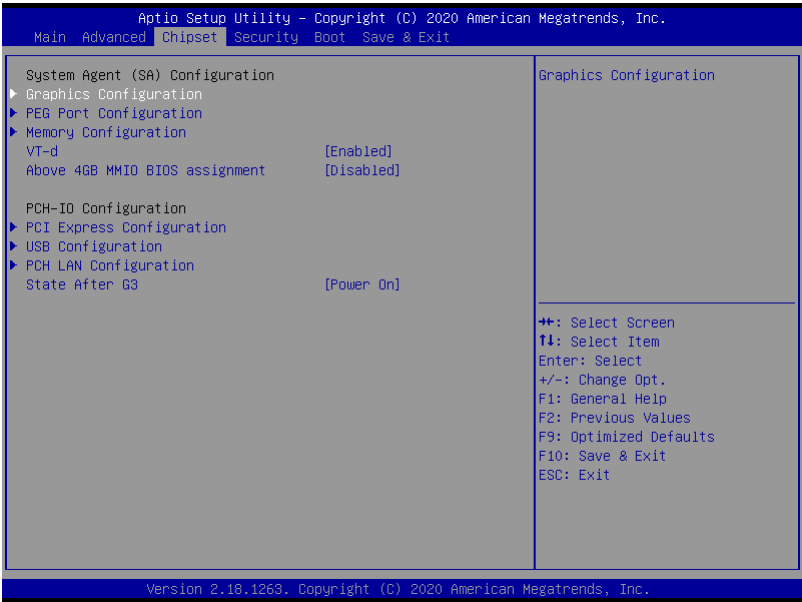 Aptio Setup Utility – Copyright (C) 2020 American Megatrends, Inc.
Main Advanced Chipset Security Boot Save & Exit
System Agent (SA) Configuration
Graphics Configuration
PEG Port Configuration
Memory Configuration
VT-d [Enabled]
Above 4GB MMIO BIOS assignment [Disabled]
PCH-IO Configuration
PCI Express Configuration
USB Configuration
PCH LAN Configuration
State After G3 [Power On]
Graphics Configuration
→←: Select Screen
↑↓: Select Item
Enter: Select
+/-: Change Opt.
F1: General Help
F2: Previous Values
F9: Optimized Defaults
F10: Save & Exit
ESC: Exit
Version 2.18.1263. Copyright (C) 2020 American Megatrends, Inc.